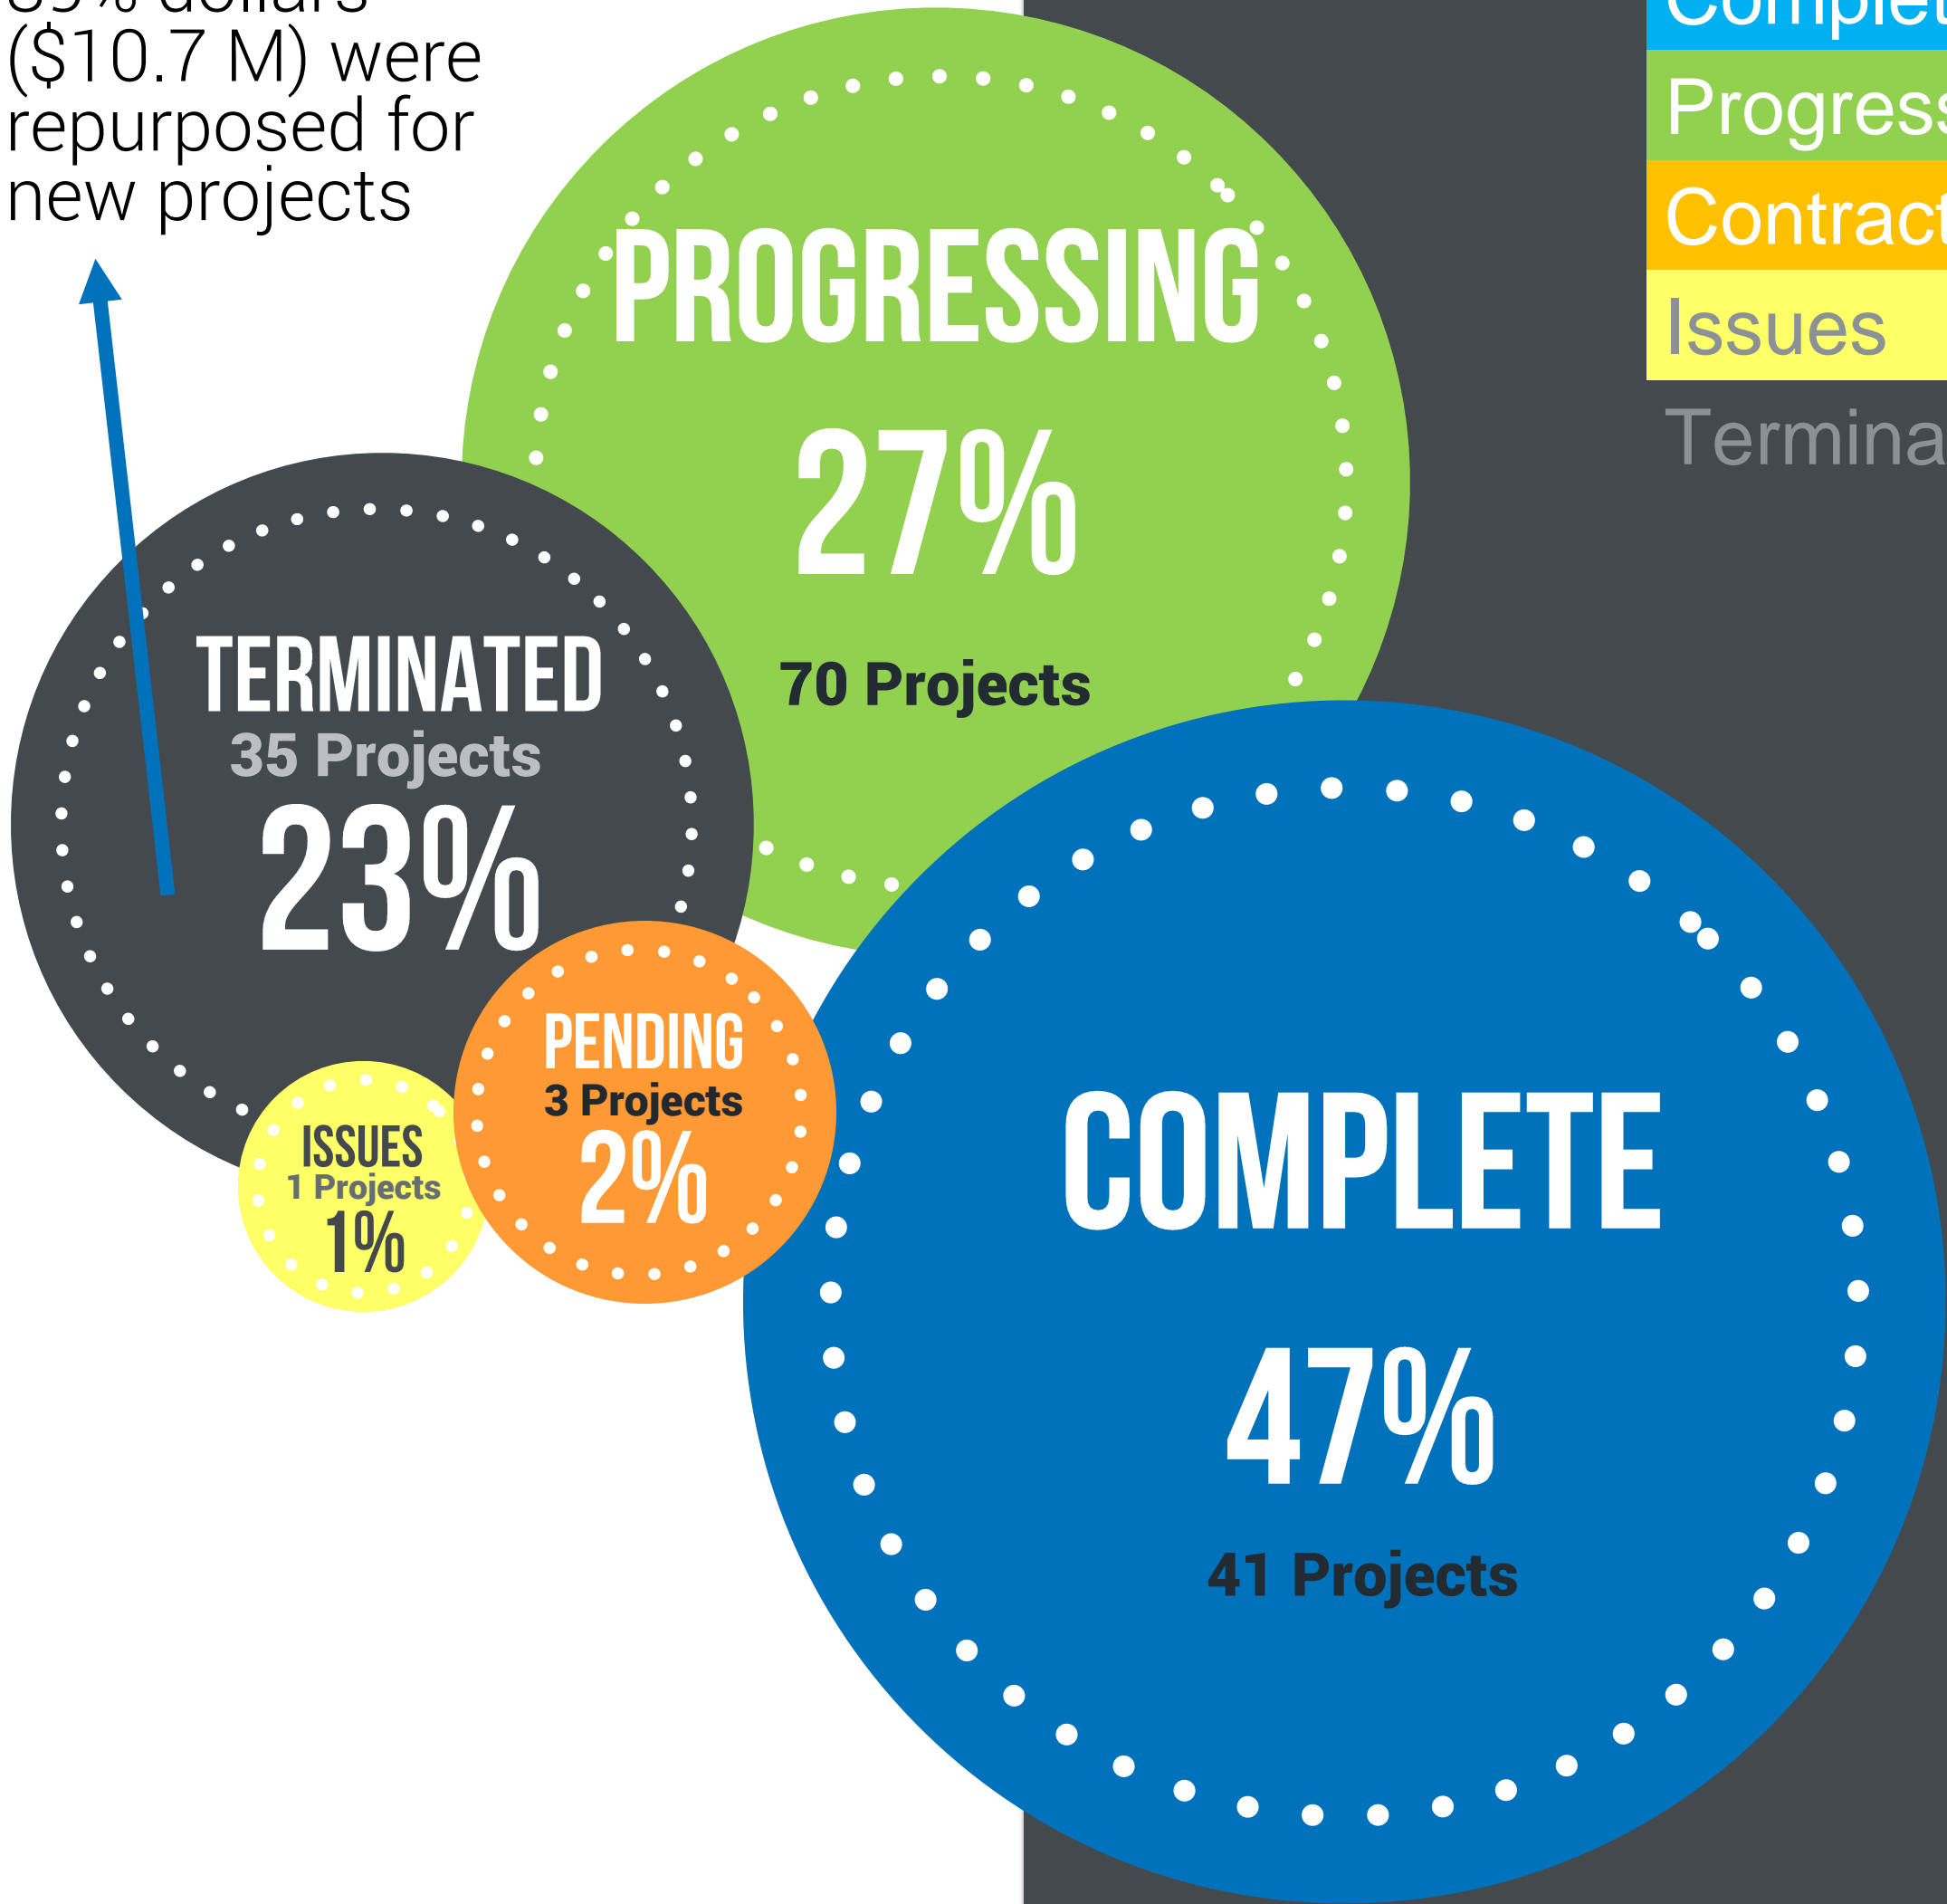 ($10.7 M) were
repurposed for
new projects
PROGRESSING
27%
70 Projects
TERMINATED
35 Projects
23%
PENDING
3 Projects
2%
ISSUES
1 Projects
1%
COMPLETE
47%
41 Projects
Progress
Contract
Issues
Termina